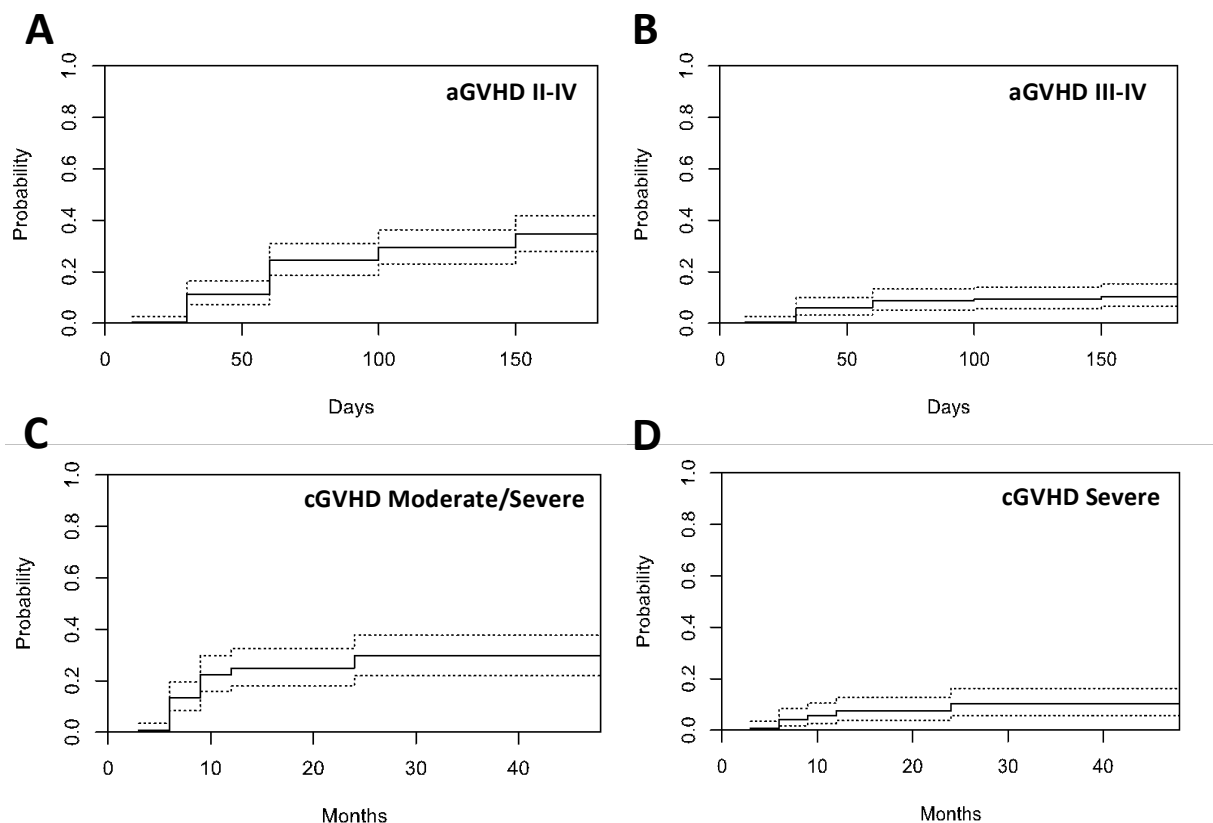 A
aGVHD II-IV
Probability
0.0 0.2 0.4 0.6 0.8 1.0
0 50 100 150
Days
B
aGVHD III-IV
Probability
0.0 0.2 0.4 0.6 0.8 1.0
0 50 100 150
Days
C
cGVHD Moderate/Severe
Probability
0.0 0.2 0.4 0.6 0.8 1.0
0 10 20 30 40
Months
D
cGVHD Severe
Probability
0.0 0.2 0.4 0.6 0.8 1.0
0 10 20 30 40
Months